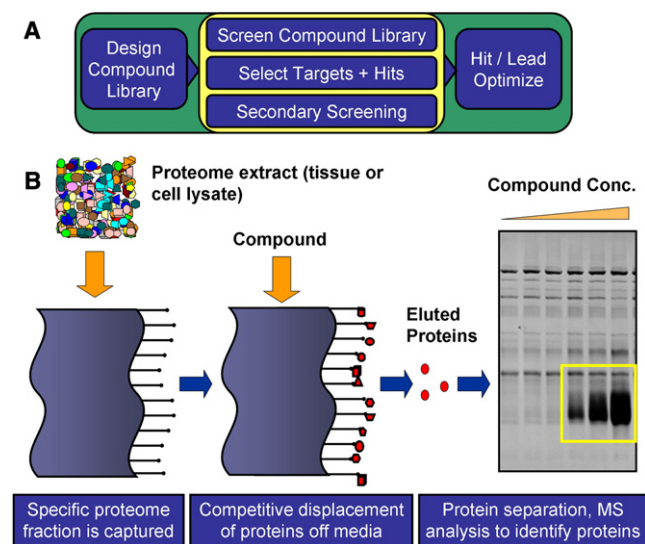 A
Design
Compound
Library
Screen Compound Library
Select Targets + Hits
Secondary Screening
Hit / Lead
Optimize
B
Proteome extract (tissue or
cell lysate)
Compound
Eluted
Proteins
Compound Conc.
Specific proteome
fraction is captured
Competitive displacement
of proteins off media
Protein separation, MS
analysis to identify proteins